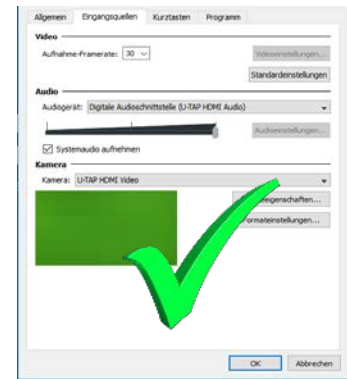 Allgemein Eingangsquellen Kurztasten Programm
Video
Aufnahme-Framerate: 30
Videoeinstellungen...
Standardeinstellungen
Audio
Audiogerät: Digitale Audioschnittstelle (U-TAP HDMI Audio)
Audioeinstellungen...
Systemaudio aufnehmen
Kamera
Kamera: U-TAP HDMI Video
eigenschaften...
Formateinstellungen...
OK Abbrechen